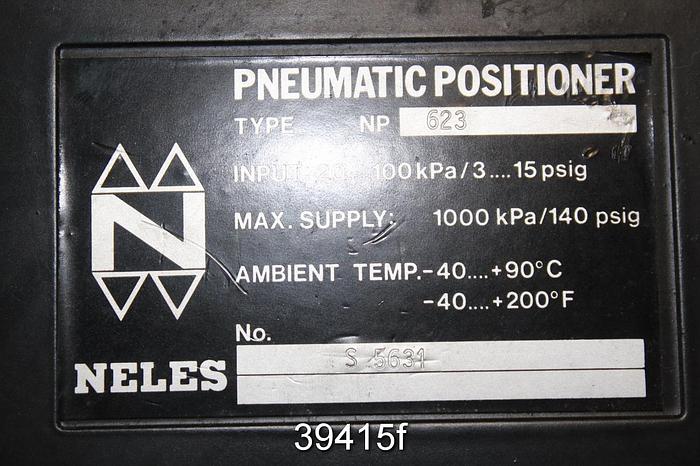 PNEUMATIC POSITIONER
TYPE NP 623
INPUT: 20....100 kPa/3....15 psig
MAX. SUPPLY: 1000 kPa/140 psig
AMBIENT TEMP.-40....+90°C
-40....+200°F
No.
S 5631
N
NELES
39415f